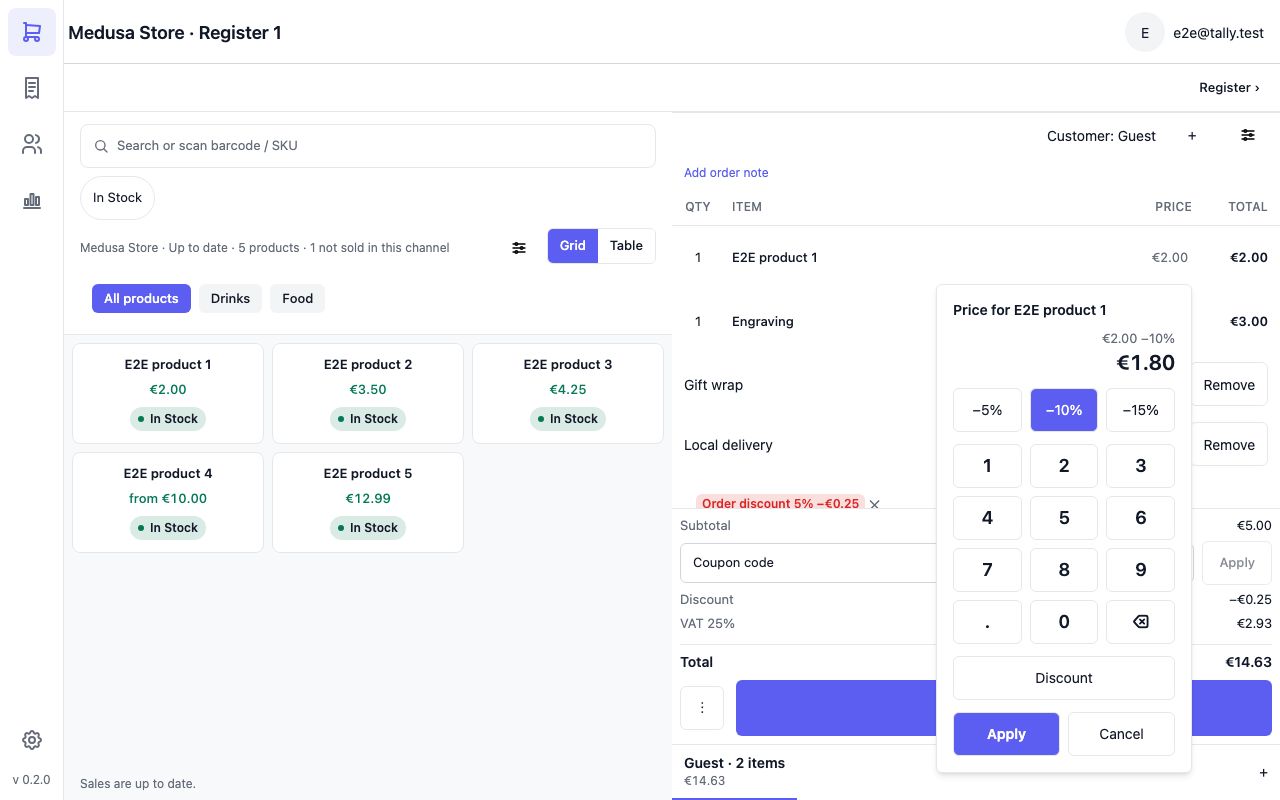 Medusa Store · Register 1
E e2e@tally.test
Register ›
Search or scan barcode / SKU
In Stock
Medusa Store · Up to date · 5 products · 1 not sold in this channel
Grid Table
All products Drinks Food
E2E product 1
€2.00
In Stock
E2E product 2
€3.50
In Stock
E2E product 3
€4.25
In Stock
E2E product 4
from €10.00
In Stock
E2E product 5
€12.99
In Stock
Sales are up to date.
v 0.2.0
Customer: Guest +
Add order note
QTY ITEM PRICE TOTAL
1 E2E product 1 €2.00 €2.00
1 Engraving €3.00
Gift wrap Remove
Local delivery Remove
Order discount 5% −€0.25
Subtotal €5.00
Coupon code Apply
Discount −€0.25
VAT 25% €2.93
Total €14.63
Guest · 2 items
€14.63
+
Price for E2E product 1
€2.00 −10%
€1.80
−5% −10% −15%
1 2 3
4 5 6
7 8 9
. 0
Discount
Apply Cancel